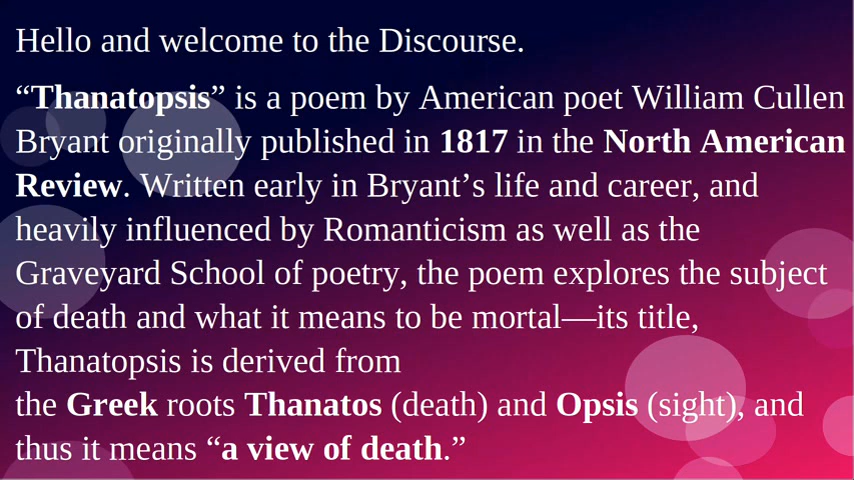 Hello and welcome to the Discourse.
“Thanatopsis” is a poem by American poet William Cullen
Bryant originally published in 1817 in the North American
Review. Written early in Bryant’s life and career, and
heavily influenced by Romanticism as well as the
Graveyard School of poetry, the poem explores the subject
of death and what it means to be mortal—its title,
Thanatopsis is derived from
the Greek roots Thanatos (death) and Opsis (sight), and
thus it means “a view of death.”